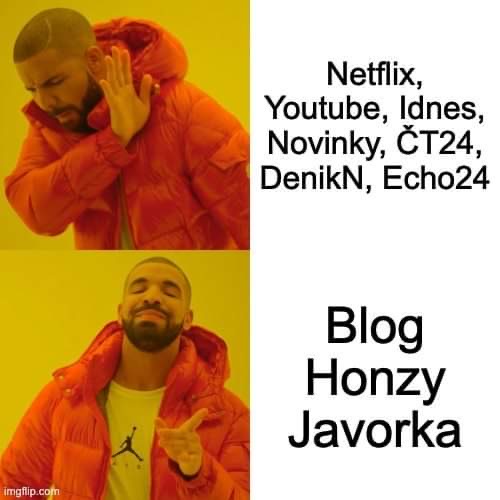 Netflix,
Youtube, Idnes,
Novinky, ČT24,
DenikN, Echo24
Blog
Honzy
Javorka
imgflip.com